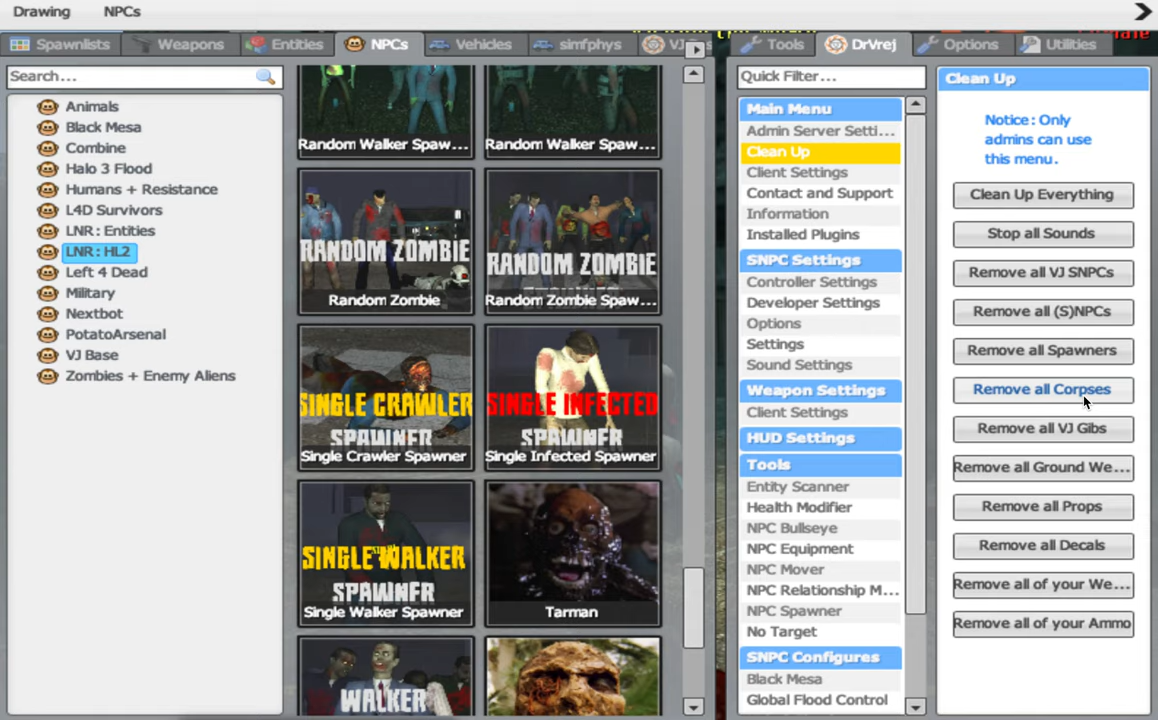 Drawing NPCs
Spawnlists Weapons Entities NPCs Vehicles simfphys
Tools DrVrej Options Utilities
Search...
Animals
Black Mesa
Combine
Halo 3 Flood
Humans + Resistance
L4D Survivors
LNR: Entities
LNR: HL2
Left 4 Dead
Military
Nextbot
PotatoArsenal
VJ Base
Zombies + Enemy Aliens
Random Walker Spaw...
Random Walker Spaw...
RANDOM ZOMBIE
Random Zombie
RANDOM ZOMBIE
Random Zombie Spaw...
SINGLE CRAWLER
SPAWNER
Single Crawler Spawner
SINGLE INFECTED
SPAWNER
Single Infected Spawner
SINGLE WALKER
SPAWNER
Single Walker Spawner
Tarman
WALKER
Quick Filter...
Main Menu
Admin Server Setti...
Clean Up
Client Settings
Contact and Support
Information
Installed Plugins
SNPC Settings
Controller Settings
Developer Settings
Options
Settings
Sound Settings
Weapon Settings
Client Settings
HUD Settings
Tools
Entity Scanner
Health Modifier
NPC Bullseye
NPC Equipment
NPC Mover
NPC Relationship M...
NPC Spawner
No Target
SNPC Configures
Black Mesa
Global Flood Control
Clean Up
Notice: Only
admins can use
this menu.
Clean Up Everything
Stop all Sounds
Remove all VJ SNPCs
Remove all (S)NPCs
Remove all Spawners
Remove all Corpses
Remove all VJ Gibs
Remove all Ground We...
Remove all Props
Remove all Decals
Remove all of your We...
Remove all of your Ammo